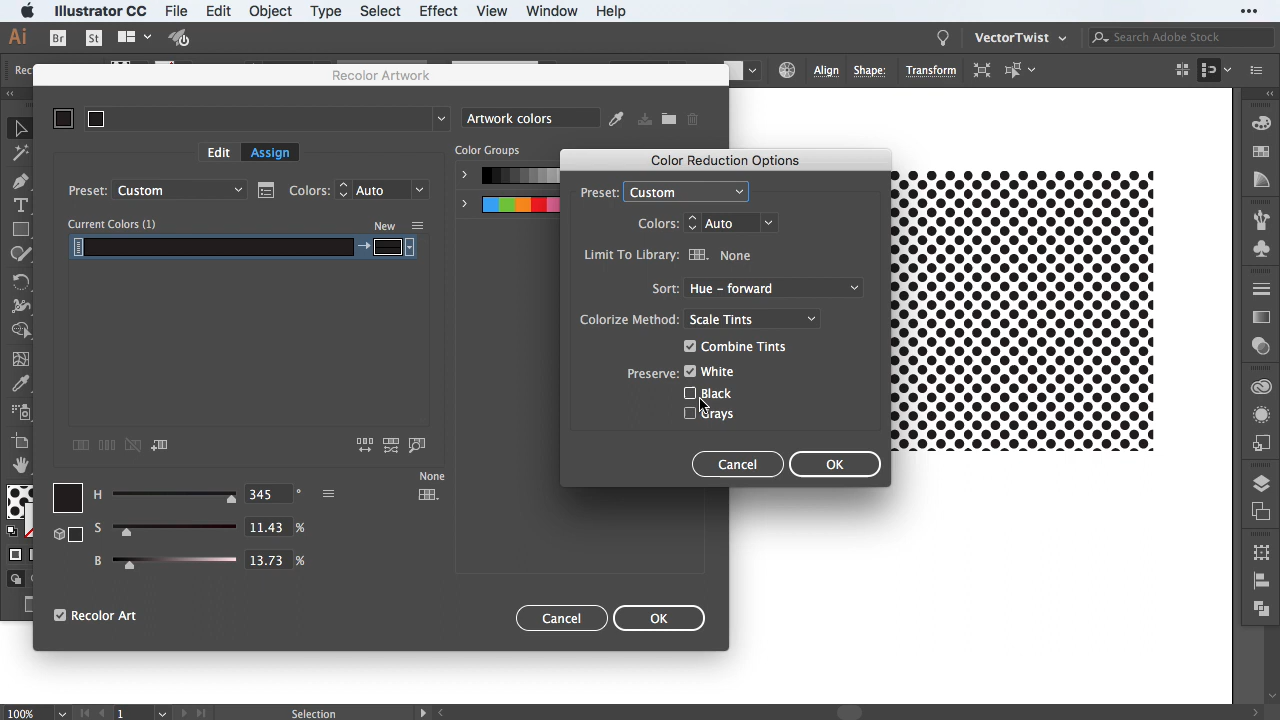 Illustrator CC File Edit Object Type Select Effect View Window Help
Ai Br St VectorTwist Search Adobe Stock
Rec Align Shape: Transform
Recolor Artwork
Artwork colors
Edit Assign
Color Groups
Preset: Custom Colors: Auto
Current Colors (1) New
None
H 345 °
S 11.43 %
B 13.73 %
Recolor Art
Cancel OK
Color Reduction Options
Preset: Custom
Colors: Auto
Limit To Library: None
Sort: Hue – forward
Colorize Method: Scale Tints
Combine Tints
Preserve: White
Black
Grays
Cancel OK
100% 1 Selection